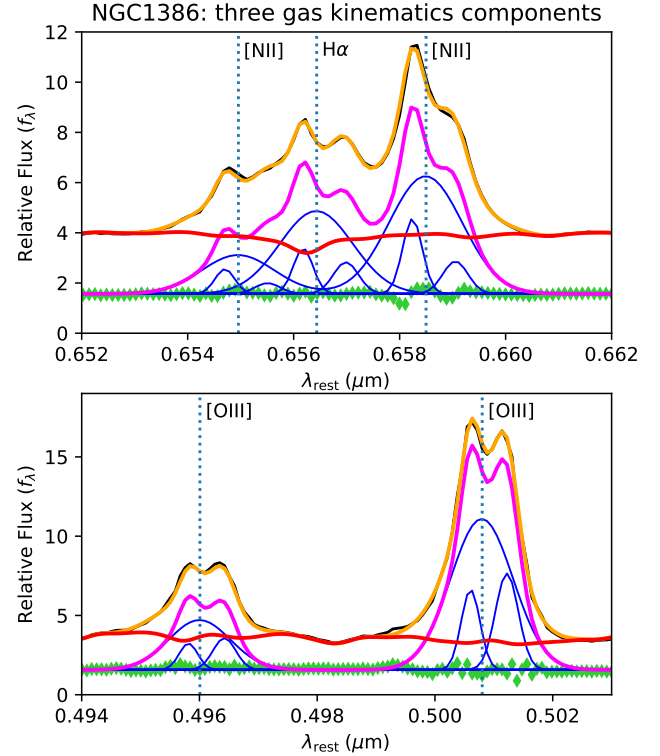 NGC1386: three gas kinematics components
12
10
8
6
4
2
0
Relative Flux (fλ)
[NII]
Hα
[NII]
0.652
0.654
0.656
0.658
0.660
0.662
λrest (μm)
15
10
5
0
Relative Flux (fλ)
[OIII]
[OIII]
0.494
0.496
0.498
0.500
0.502
λrest (μm)